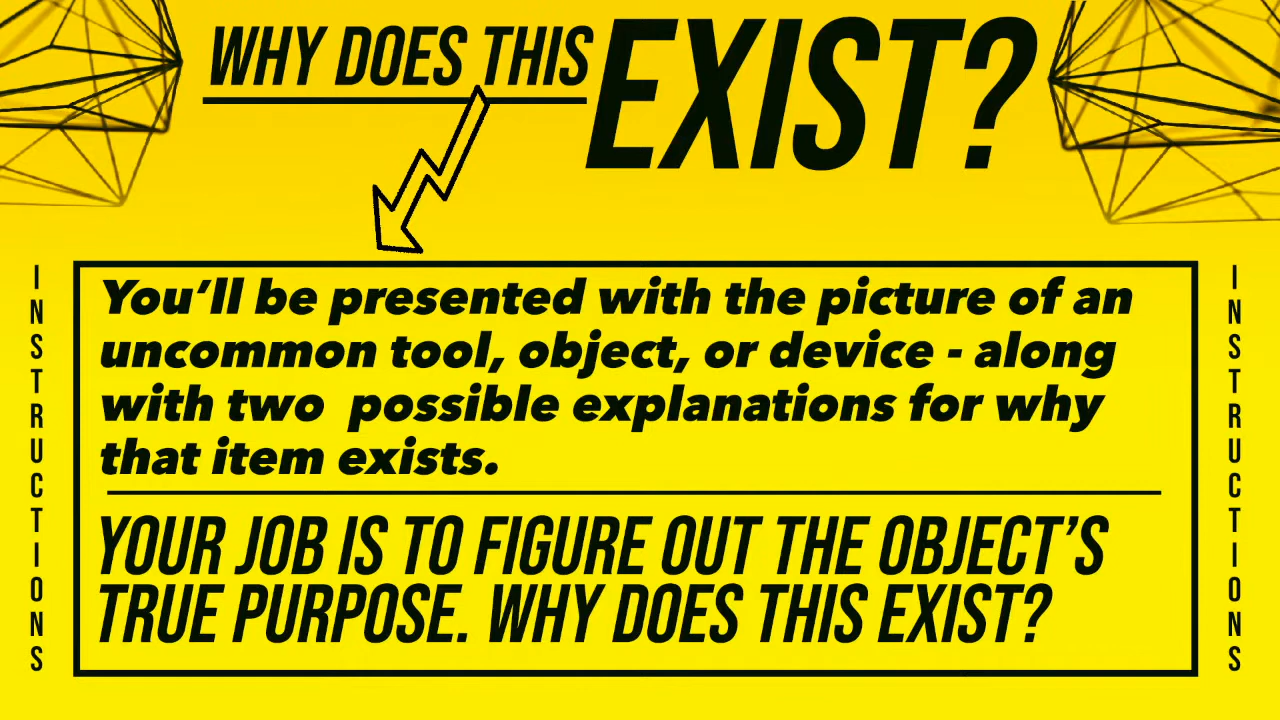 WHY DOES THIS EXIST?
INSTRUCTIONS
You'll be presented with the picture of an
uncommon tool, object, or device - along
with two  possible explanations for why
that item exists.
YOUR JOB IS TO FIGURE OUT THE OBJECT'S
TRUE PURPOSE. WHY DOES THIS EXIST?
INSTRUCTIONS